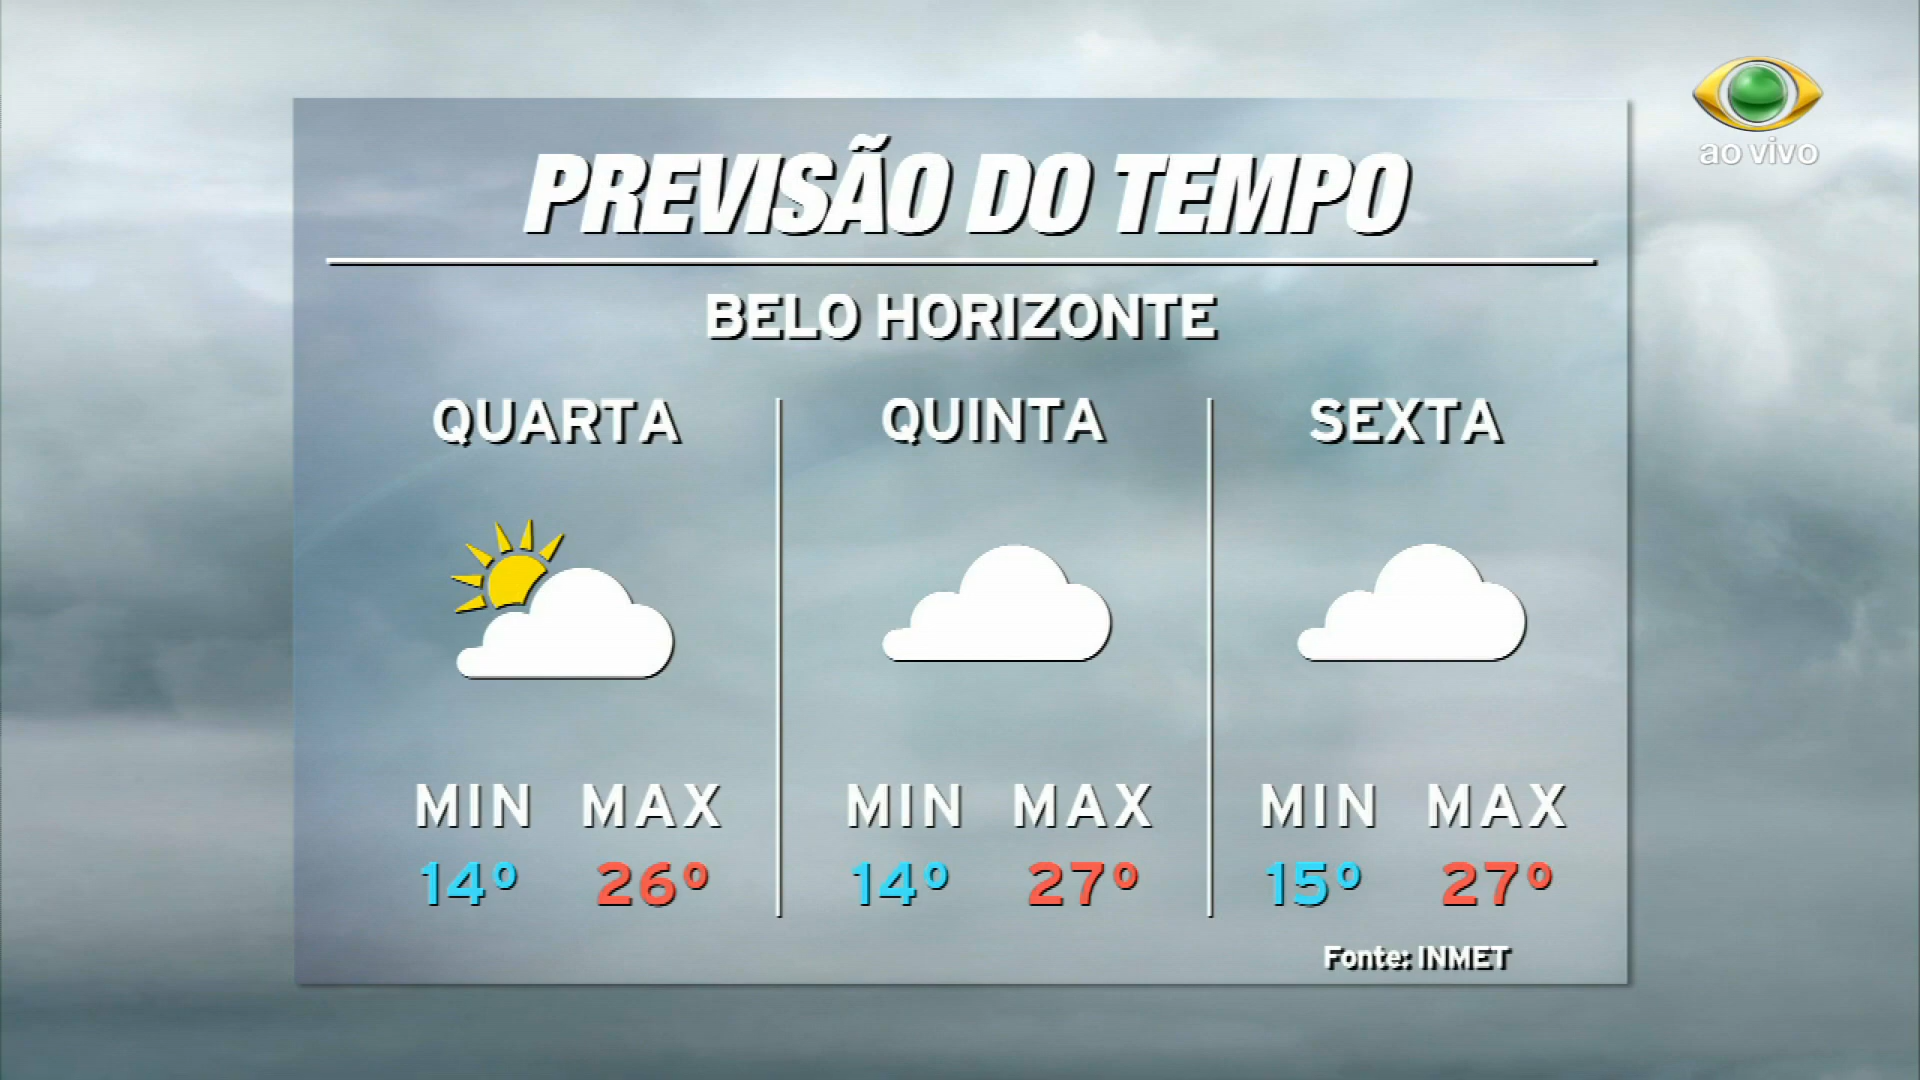 ao vivo
PREVISÃO DO TEMPO
BELO HORIZONTE
QUARTA
QUINTA
SEXTA
MIN MAX
14º 26º
MIN MAX
14º 27º
MIN MAX
15º 27º
Fonte: INMET